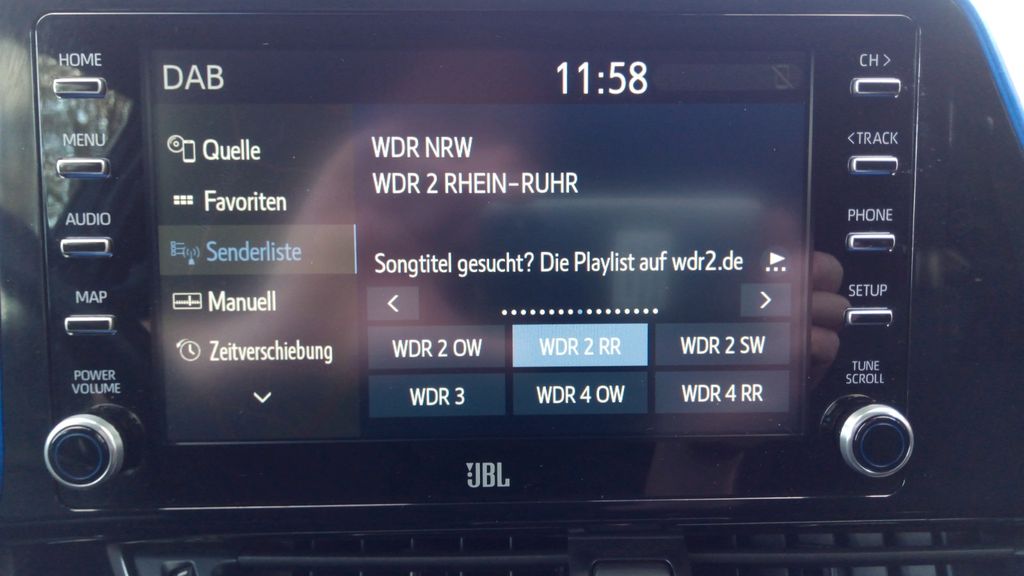 HOME
MENU
AUDIO
MAP
POWER
VOLUME
DAB
11:58
Quelle
Favoriten
Senderliste
Manuell
Zeitverschiebung
WDR NRW
WDR 2 RHEIN-RUHR
Songtitel gesucht? Die Playlist auf wdr2.de
WDR 2 OW
WDR 2 RR
WDR 2 SW
WDR 3
WDR 4 OW
WDR 4 RR
CH >
<TRACK
PHONE
SETUP
TUNE
SCROLL
JBL